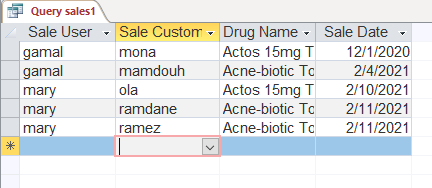 Query sales1
Sale User Sale Custom Drug Name Sale Date
gamal mona Actos 15mg T 12/1/2020
gamal mamdouh Acne-biotic To 2/4/2021
mary ola Actos 15mg T 2/10/2021
mary ramdane Acne-biotic To 2/11/2021
mary ramez Acne-biotic To 2/11/2021